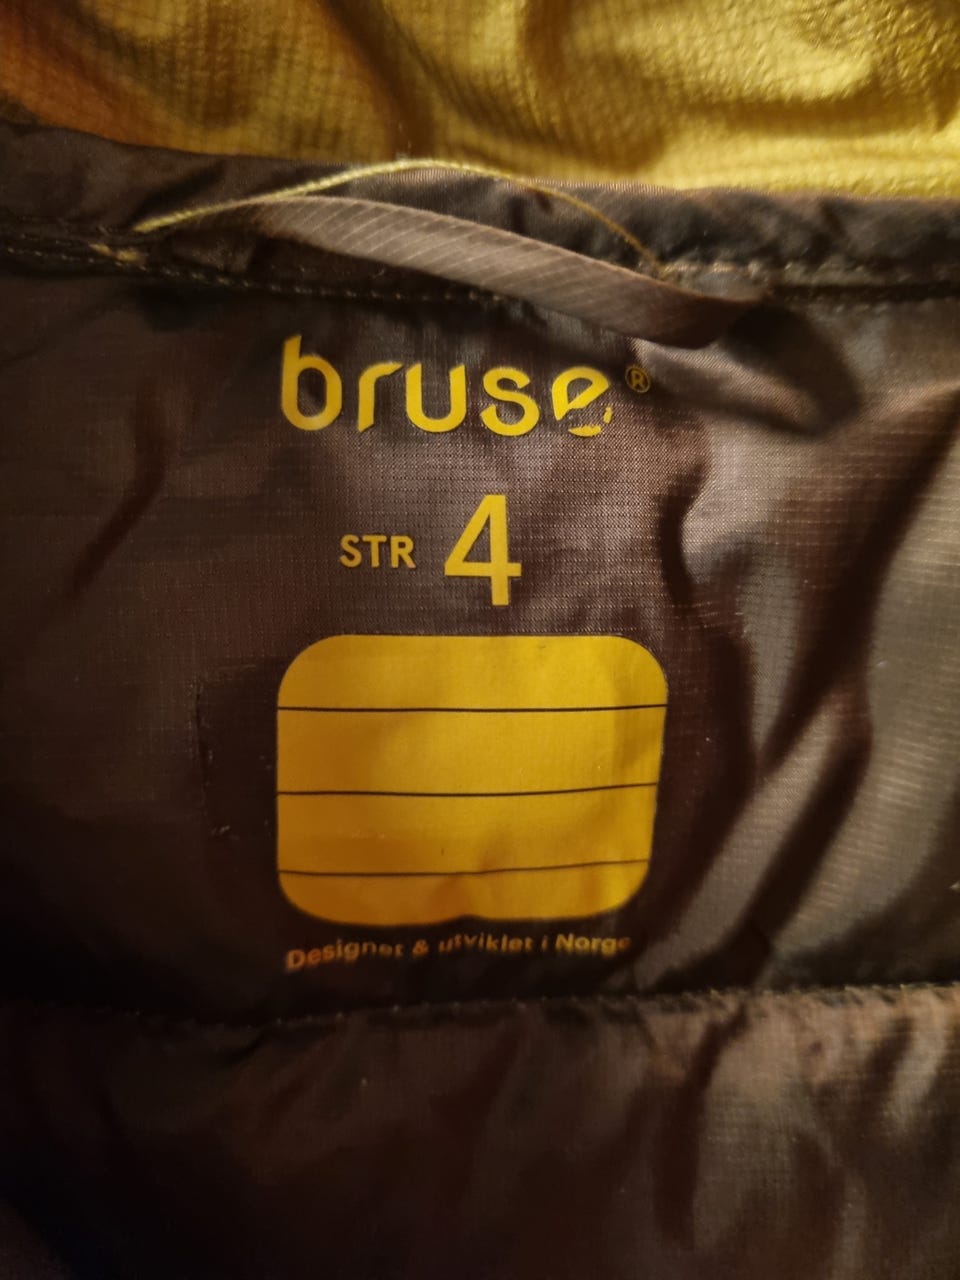 bruse®
STR 4
Designet & utviklet i Norge